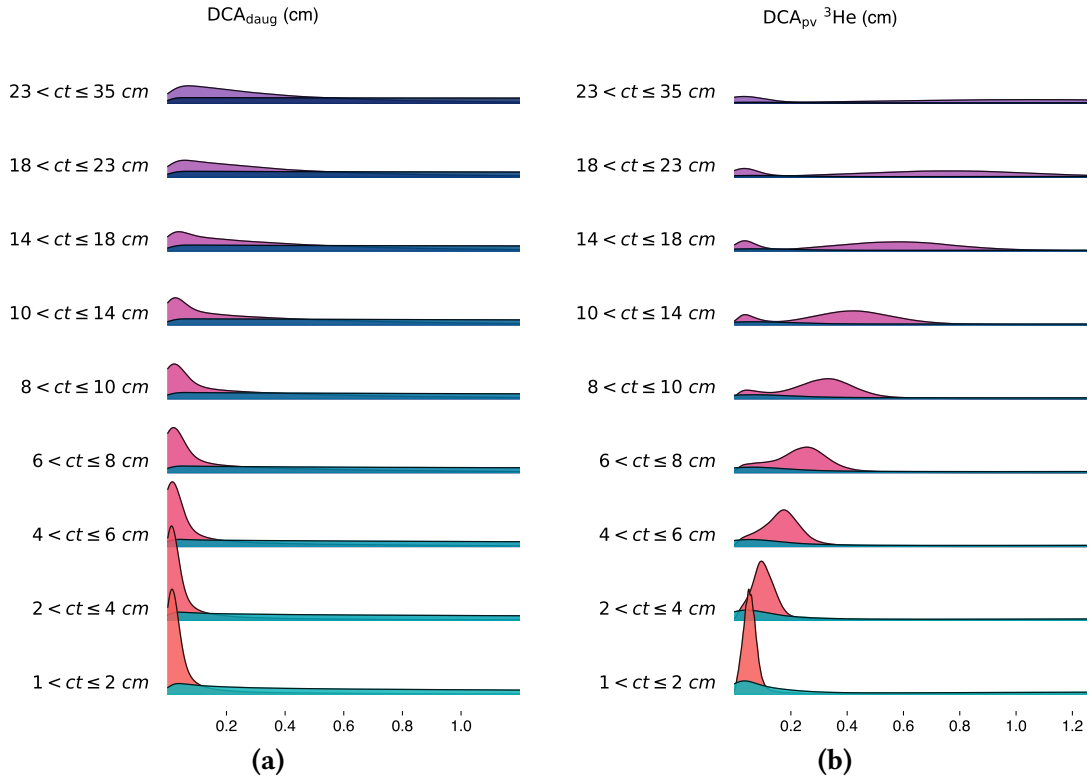 DCA_daug (cm)
23 < ct ≤ 35 cm
18 < ct ≤ 23 cm
14 < ct ≤ 18 cm
10 < ct ≤ 14 cm
8 < ct ≤ 10 cm
6 < ct ≤ 8 cm
4 < ct ≤ 6 cm
2 < ct ≤ 4 cm
1 < ct ≤ 2 cm
0.2 0.4 0.6 0.8 1.0
(a)
DCA_pv ³He (cm)
23 < ct ≤ 35 cm
18 < ct ≤ 23 cm
14 < ct ≤ 18 cm
10 < ct ≤ 14 cm
8 < ct ≤ 10 cm
6 < ct ≤ 8 cm
4 < ct ≤ 6 cm
2 < ct ≤ 4 cm
1 < ct ≤ 2 cm
0.2 0.4 0.6 0.8 1.0 1.2
(b)